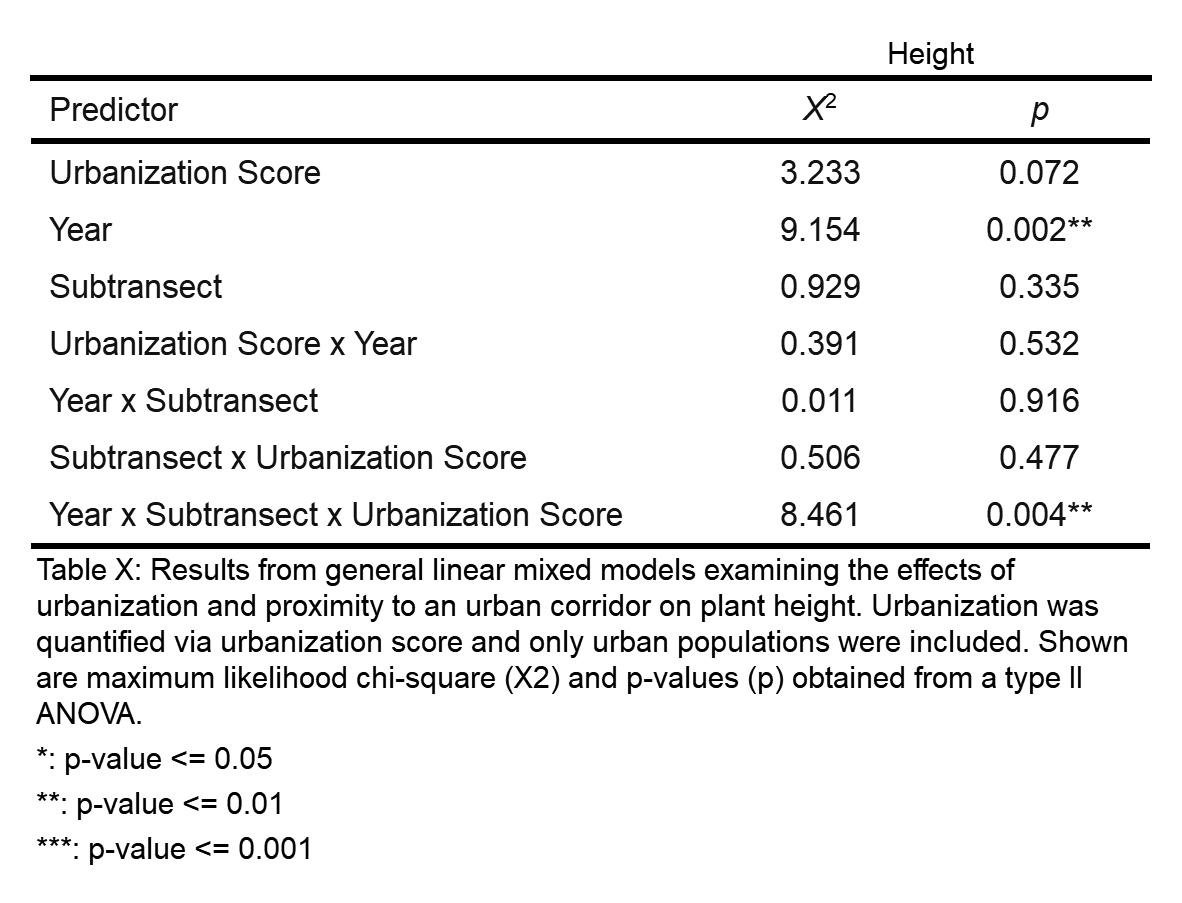 Height
Predictor X² p
Urbanization Score 3.233 0.072
Year 9.154 0.002**
Subtransect 0.929 0.335
Urbanization Score x Year 0.391 0.532
Year x Subtransect 0.011 0.916
Subtransect x Urbanization Score 0.506 0.477
Year x Subtransect x Urbanization Score 8.461 0.004**
Table X: Results from general linear mixed models examining the effects of
urbanization and proximity to an urban corridor on plant height. Urbanization was
quantified via urbanization score and only urban populations were included. Shown
are maximum likelihood chi-square (X2) and p-values (p) obtained from a type II
ANOVA.
*: p-value <= 0.05
**: p-value <= 0.01
***: p-value <= 0.001